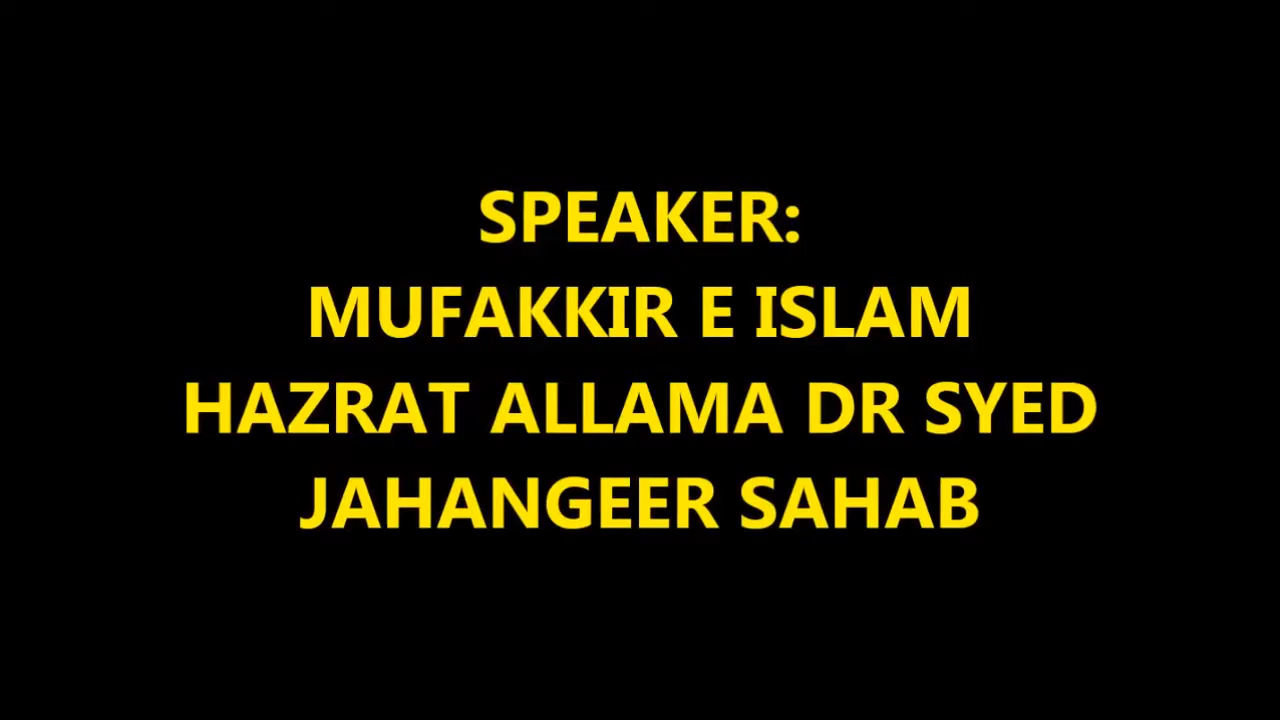 SPEAKER:
MUFAKKIR E ISLAM
HAZRAT ALLAMA DR SYED
JAHANGEER SAHAB